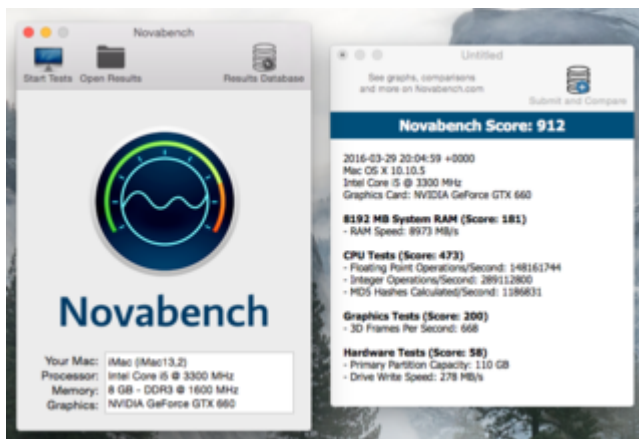 Novabench
Start Tests
Open Results
Results Database
Novabench
Your Mac: iMac (iMac13,2)
Processor: Intel Core i5 @ 3300 MHz
Memory: 8 GB - DDR3 @ 1600 MHz
Graphics: NVIDIA GeForce GTX 660
Untitled
See graphs, comparisons
and more on Novabench.com
Submit and Compare
Novabench Score: 912
2016-03-29 20:04:59 +0000
Mac OS X 10.10.5
Intel Core i5 @ 3300 MHz
Graphics Card: NVIDIA GeForce GTX 660
8192 MB System RAM (Score: 181)
- RAM Speed: 8973 MB/s
CPU Tests (Score: 473)
- Floating Point Operations/Second: 148161744
- Integer Operations/Second: 289112800
- MD5 Hashes Calculated/Second: 1186831
Graphics Tests (Score: 200)
- 3D Frames Per Second: 668
Hardware Tests (Score: 58)
- Primary Partition Capacity: 110 GB
- Drive Write Speed: 278 MB/s